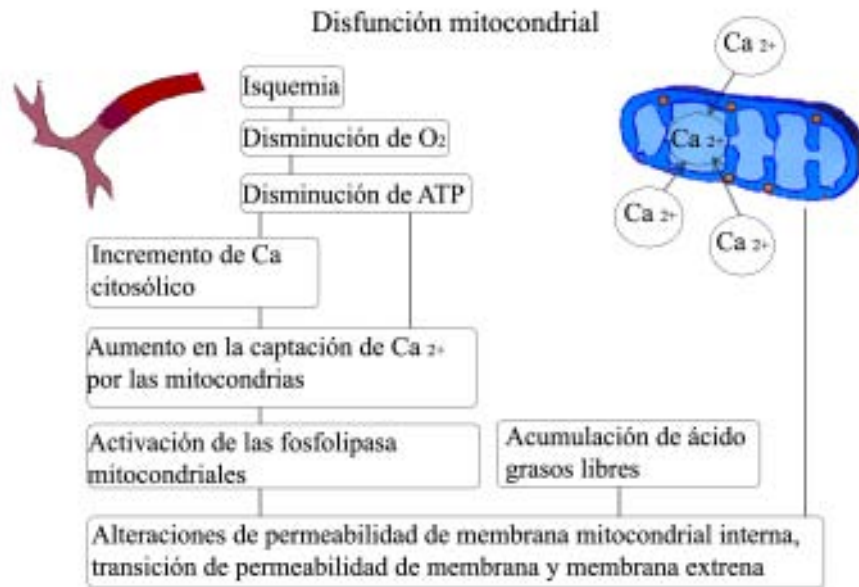 Disfunción mitocondrial
Isquemia
Disminución de O2
Disminución de ATP
Incremento de Ca
citosólico
Aumento en la captación de Ca 2+
por las mitocondrias
Activación de las fosfolipasa
mitocondriales
Acumulación de ácido
grasos libres
Alteraciones de permeabilidad de membrana mitocondrial interna,
transición de permeabilidad de membrana y membrana extrena
Ca 2+
Ca 2+
Ca 2+
Ca 2+